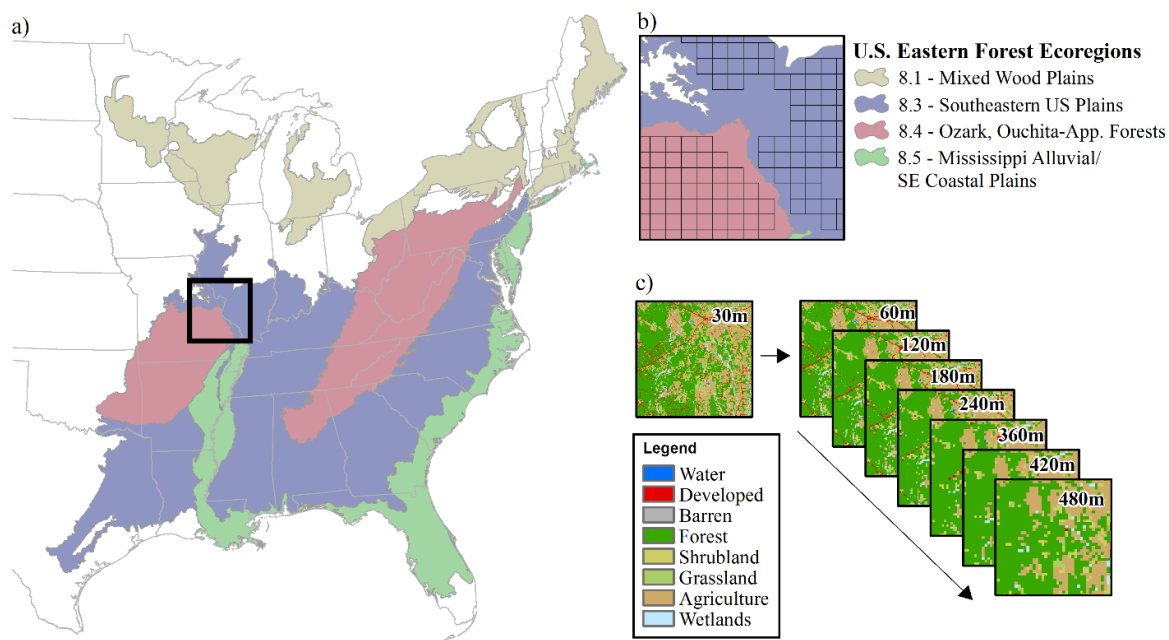 a)
b)
U.S. Eastern Forest Ecoregions
8.1 - Mixed Wood Plains
8.3 - Southeastern US Plains
8.4 - Ozark, Ouchita-App. Forests
8.5 - Mississippi Alluvial/
SE Coastal Plains
c)
30m
60m
120m
180m
240m
360m
420m
480m
Legend
Water
Developed
Barren
Forest
Shrubland
Grassland
Agriculture
Wetlands